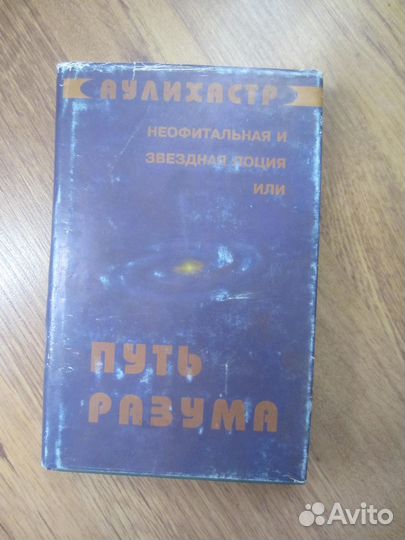 АУЛИХАСТР
НЕОФИТАЛЬНАЯ И
ЗВЕЗДНАЯ ЛОЦИЯ
ИЛИ
ПУТЬ
РАЗУМА
Avito